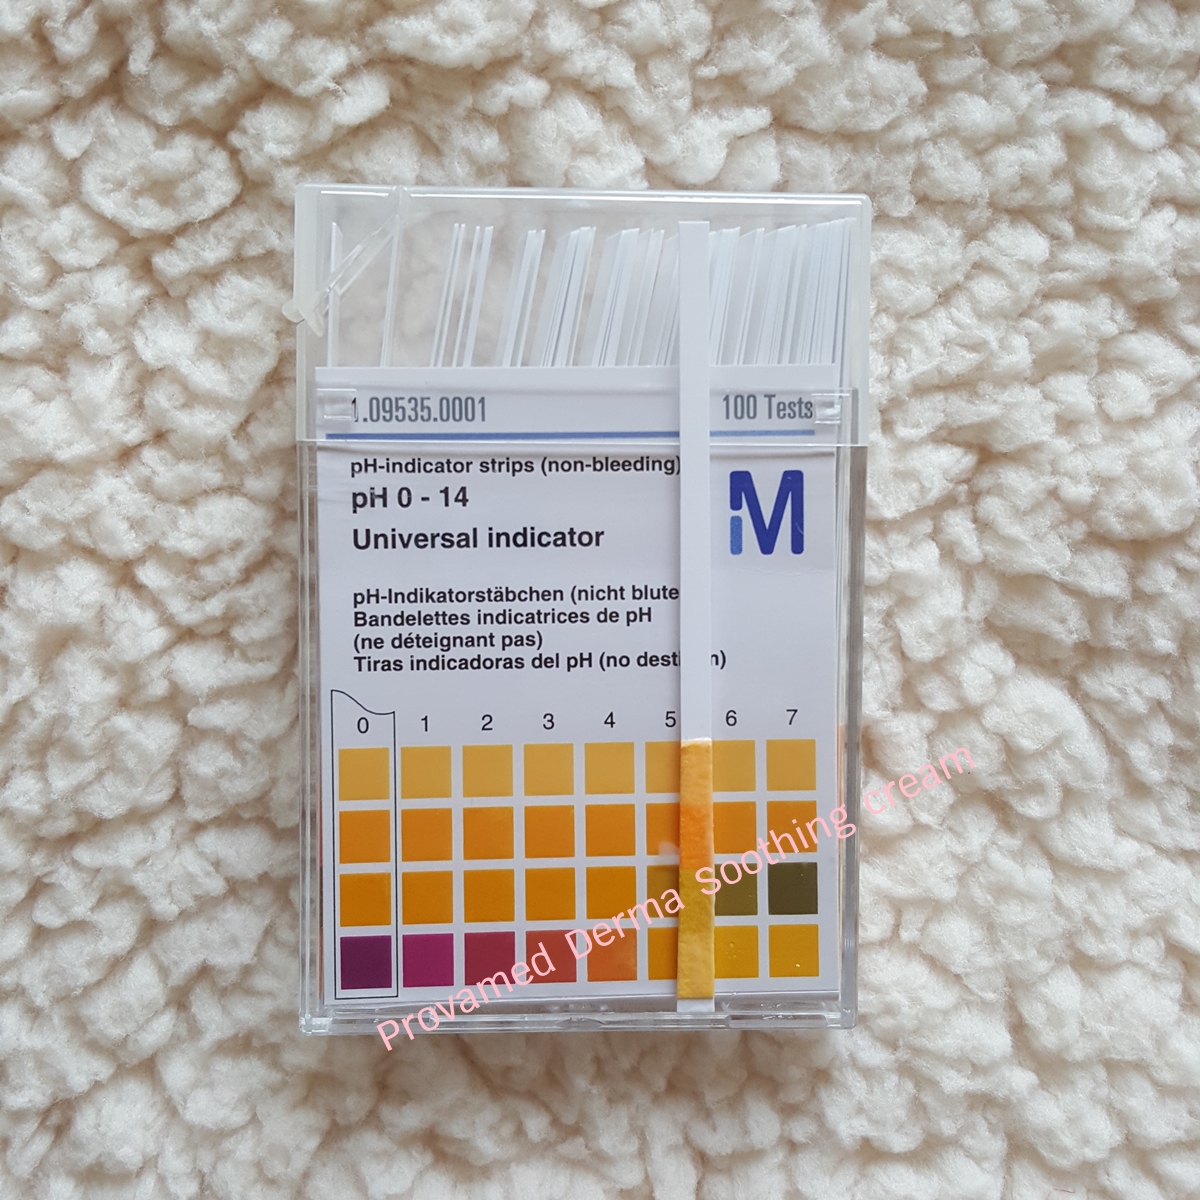 1.09535.0001 100 Tests
pH-indicator strips (non-bleeding)
pH 0 - 14
Universal indicator
M
pH-Indikatorstäbchen (nicht blute
Bandelettes indicatrices de pH
(ne déteignant pas)
Tiras indicadoras del pH (no dest n)
0 1 2 3 4 5 6 7
Provamed Derma Soothing cream